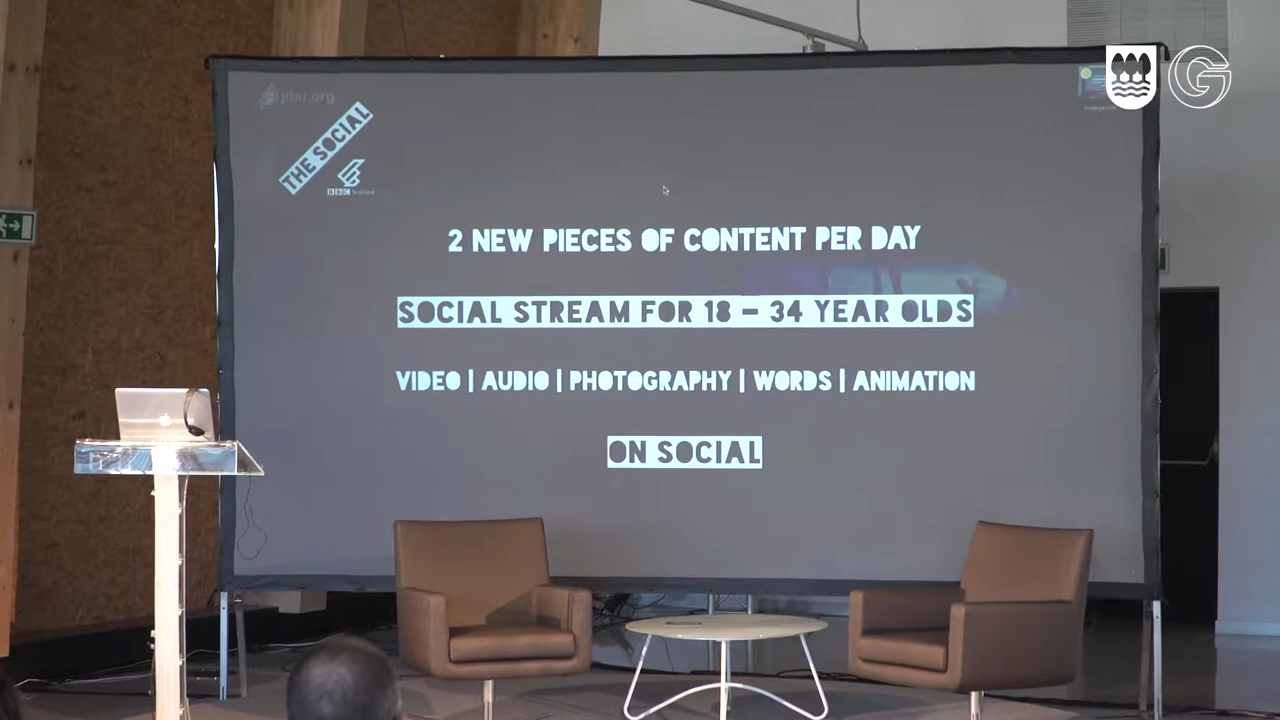 jitsi.org
THE SOCIAL
BBC Scotland
2 NEW PIECES OF CONTENT PER DAY
SOCIAL STREAM FOR 18 – 34 YEAR OLDS
VIDEO | AUDIO | PHOTOGRAPHY | WORDS | ANIMATION
ON SOCIAL
G